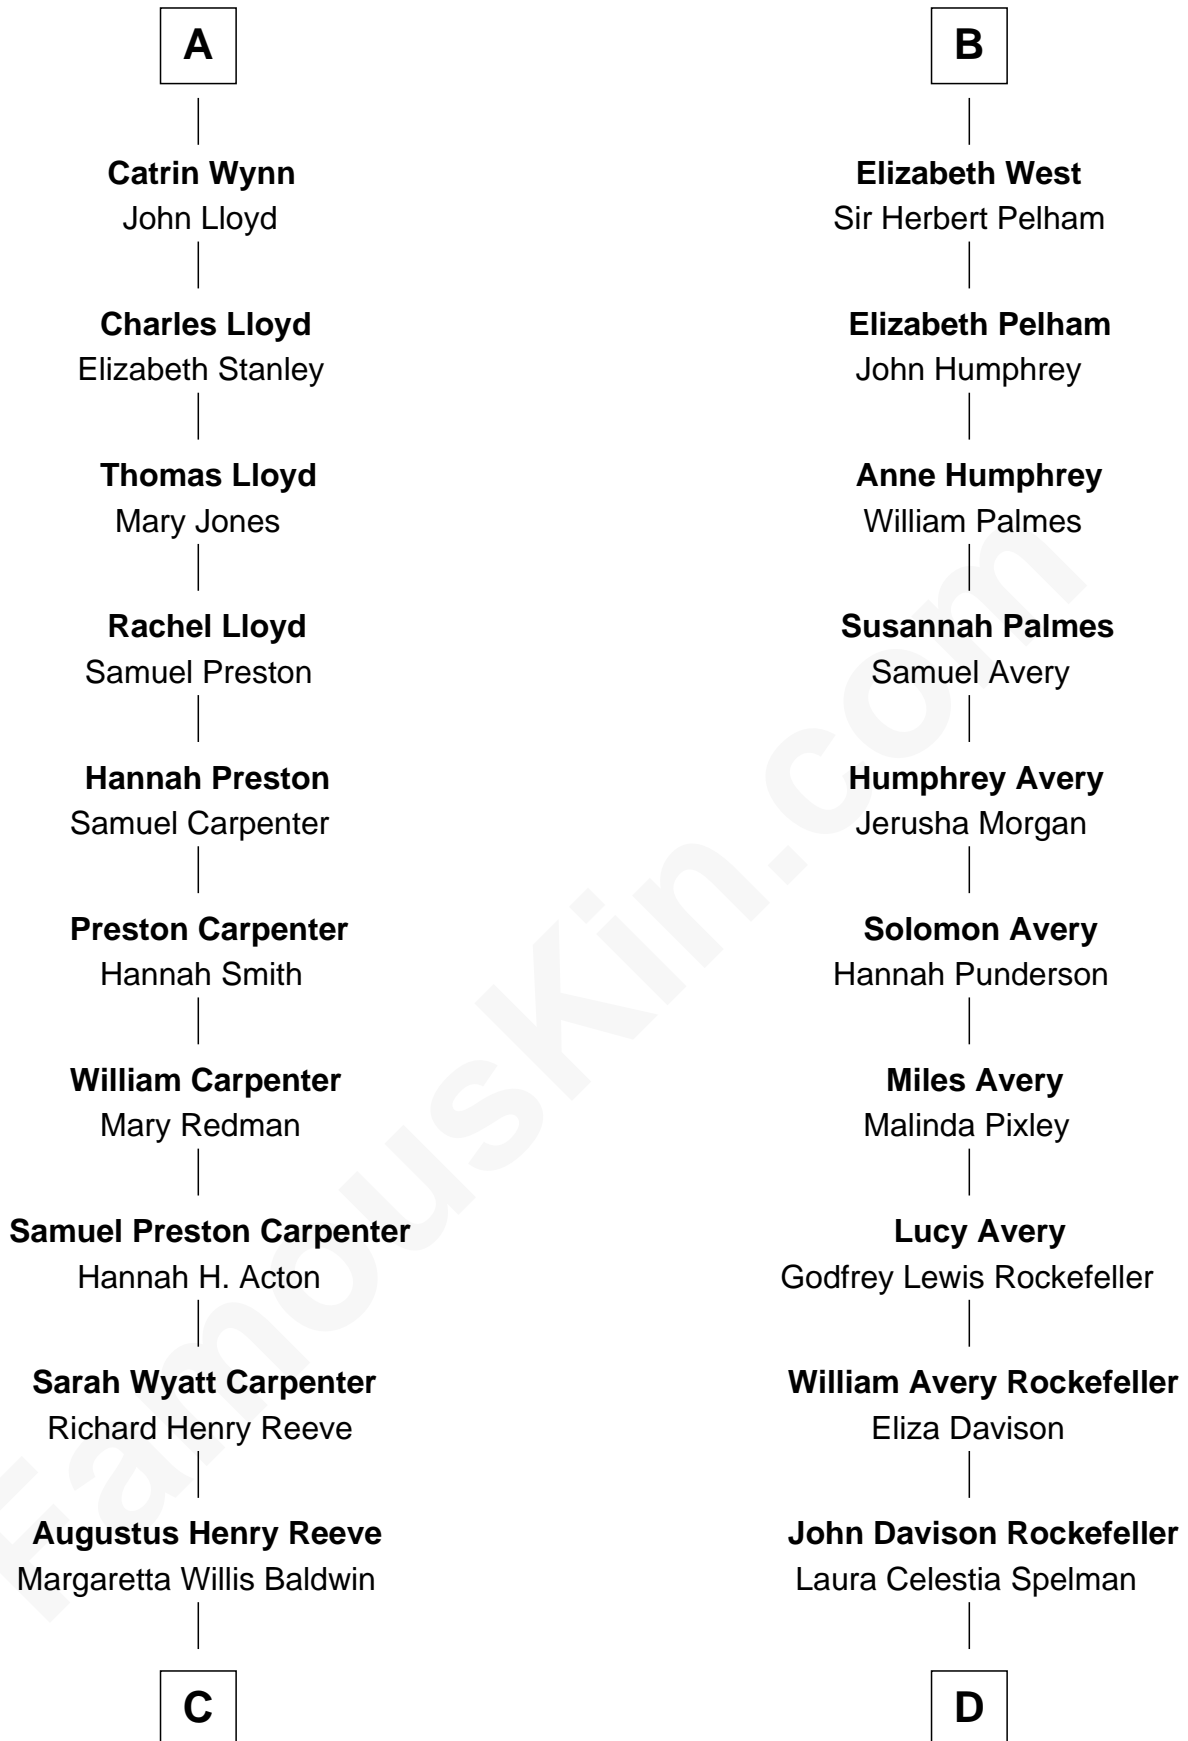 A
Catrin Wynn
John Lloyd
Charles Lloyd
Elizabeth Stanley
Thomas Lloyd
Mary Jones
Rachel Lloyd
Samuel Preston
Hannah Preston
Samuel Carpenter
Preston Carpenter
Hannah Smith
William Carpenter
Mary Redman
Samuel Preston Carpenter
Hannah H. Acton
Sarah Wyatt Carpenter
Richard Henry Reeve
Augustus Henry Reeve
Margaretta Willis Baldwin
C
B
Elizabeth West
Sir Herbert Pelham
Elizabeth Pelham
John Humphrey
Anne Humphrey
William Palmes
Susannah Palmes
Samuel Avery
Humphrey Avery
Jerusha Morgan
Solomon Avery
Hannah Punderson
Miles Avery
Malinda Pixley
Lucy Avery
Godfrey Lewis Rockefeller
William Avery Rockefeller
Eliza Davison
John Davison Rockefeller
Laura Celestia Spelman
D
FamousKin.com